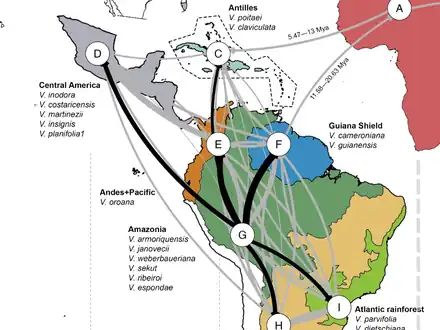 Antilles
V. poitaei
V. claviculata
A
5.47—13 Mya
D
C
11.58—20.63 Mya
Central America
V. inodora
V. costaricensis
V. martinezii
V. insignis
V. planifolia1
Guiana Shield
V. cameroniana
V. guianensis
E
F
Andes+Pacific
V. oroana
Amazonia
V. armoriquensis
V. janovecii
V. weberbaueriana
V. sekut
V. ribeiroi
V. espondae
G
I
H
Atlantic rainforest
V. parvifolia
V. dietschiana